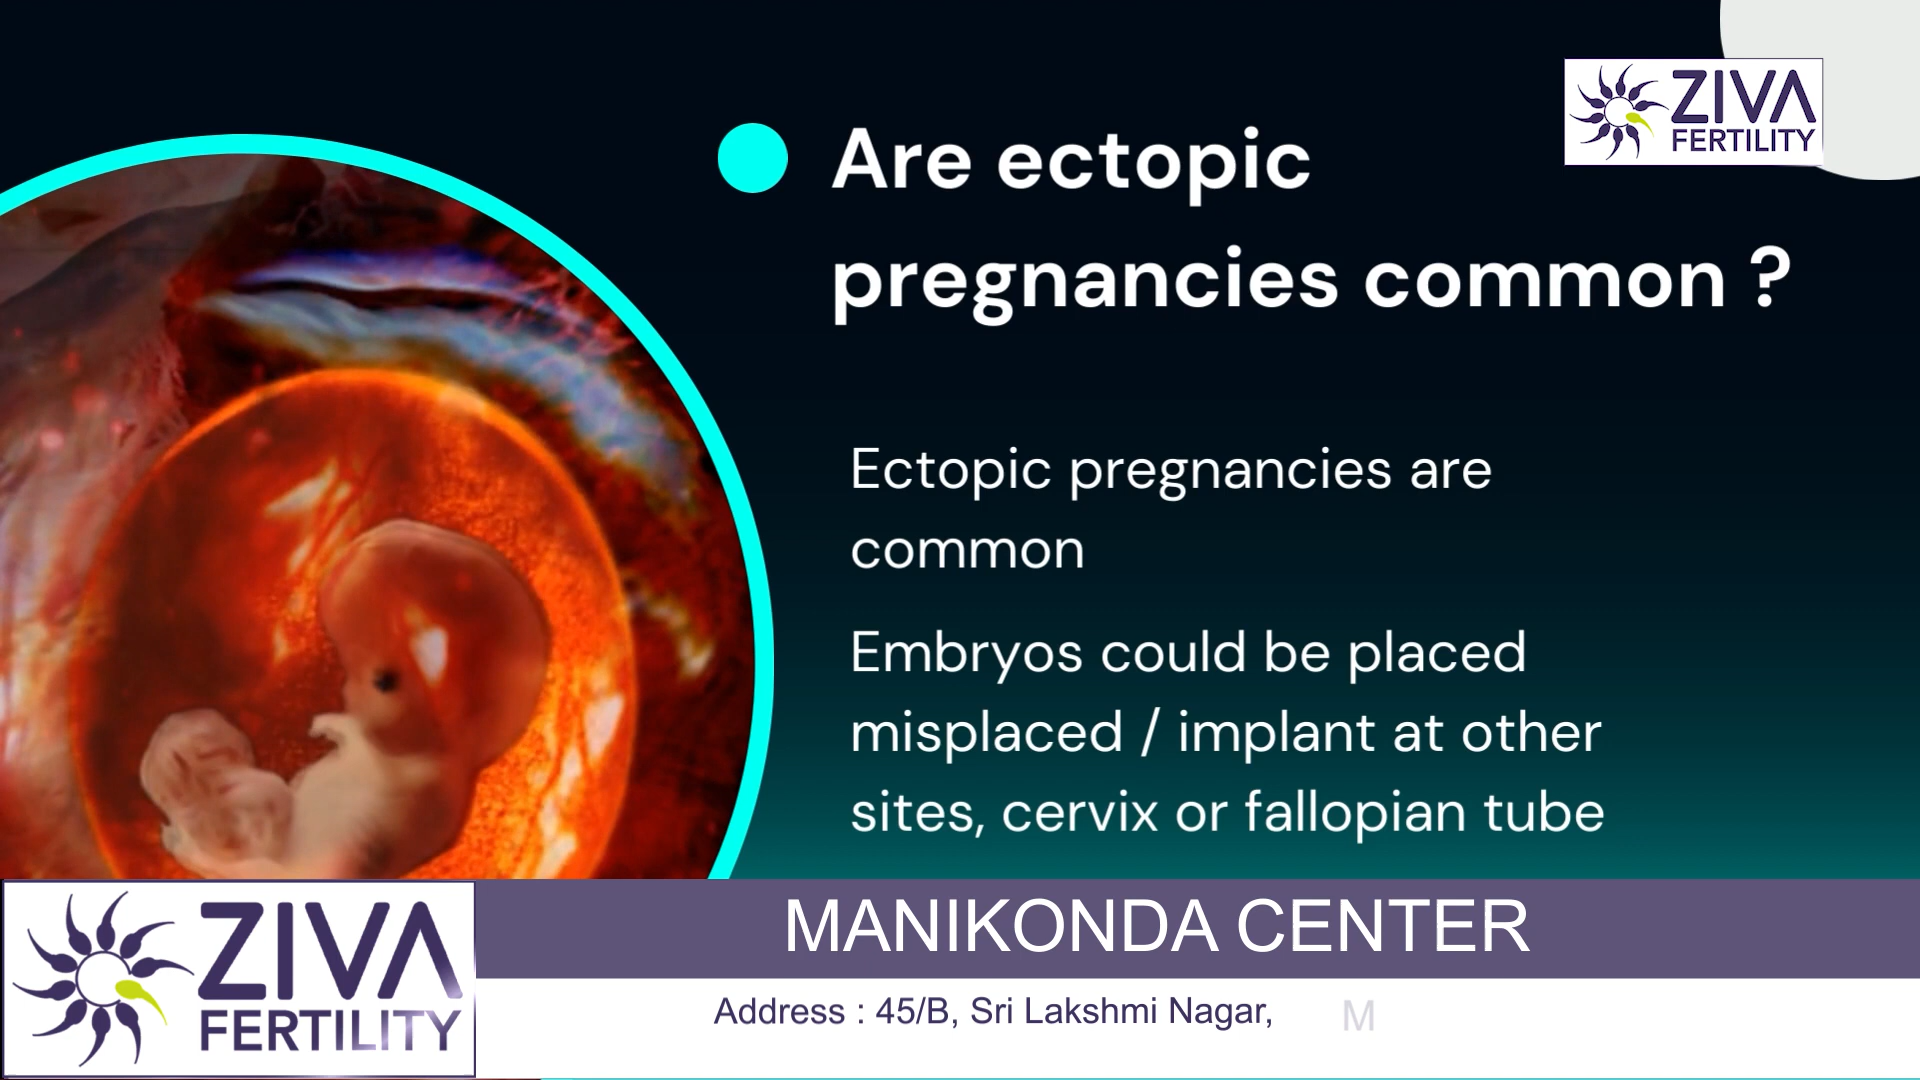 ZIVA
FERTILITY
Are ectopic
pregnancies common ?
Ectopic pregnancies are
common
Embryos could be placed
misplaced / implant at other
sites, cervix or fallopian tube
ZIVA
FERTILITY
MANIKONDA CENTER
Address : 45/B, Sri Lakshmi Nagar, M